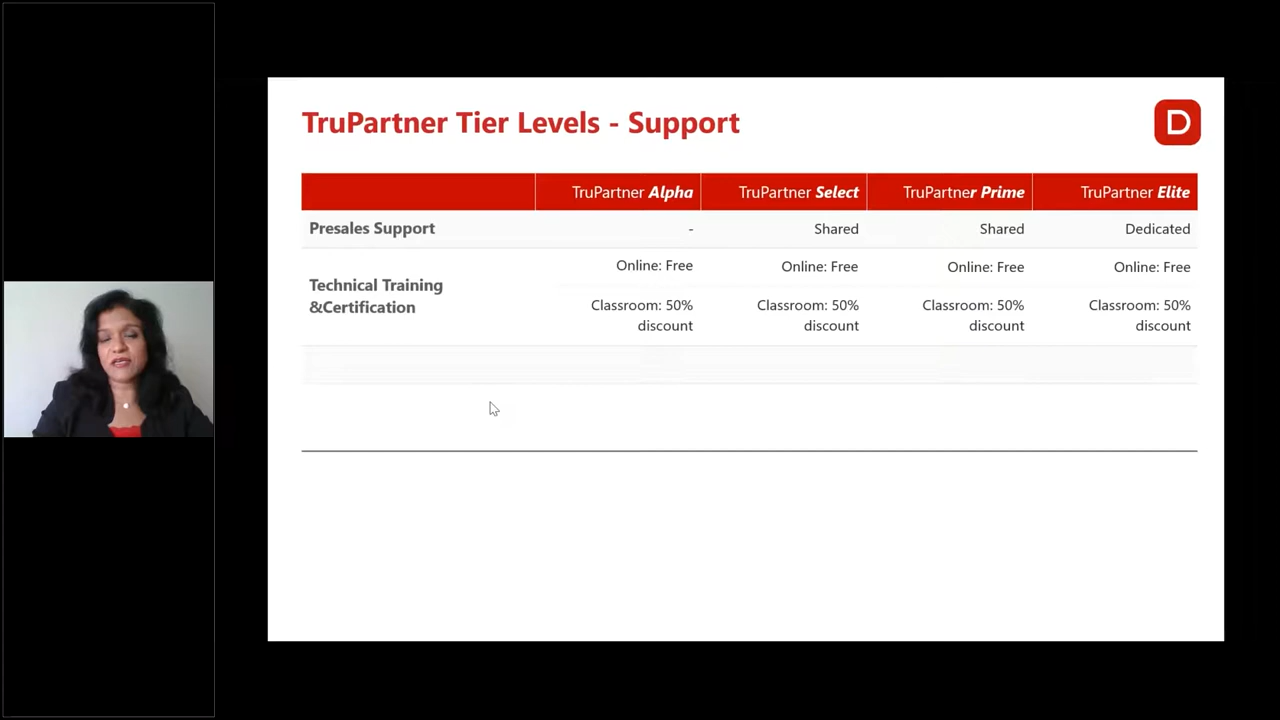 TruPartner Tier Levels - Support
D
TruPartner Alpha TruPartner Select TruPartner Prime TruPartner Elite
Presales Support - Shared Shared Dedicated
Technical Training
&Certification
Online: Free Online: Free Online: Free Online: Free
Classroom: 50% Classroom: 50% Classroom: 50% Classroom: 50%
discount discount discount discount